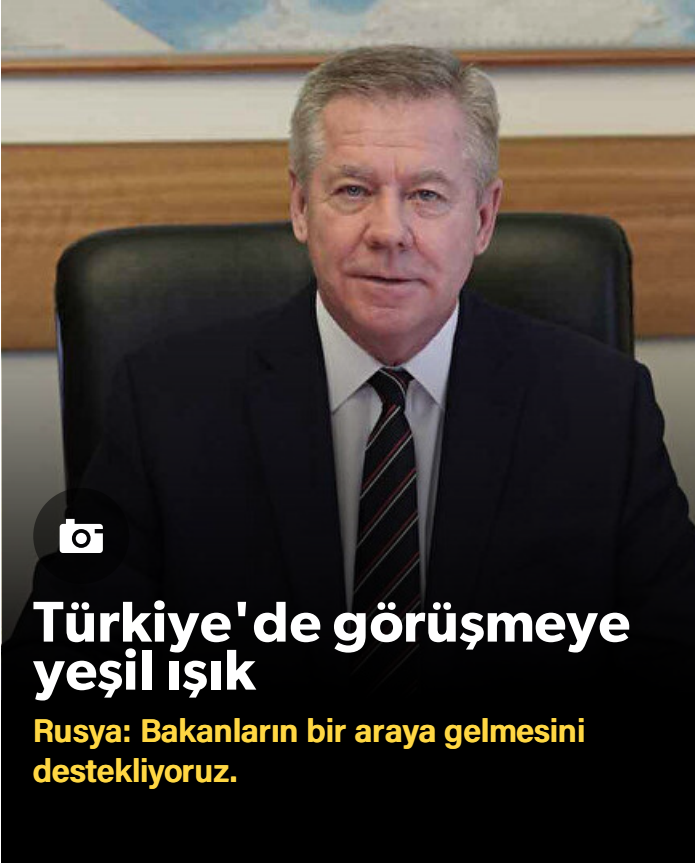 Türkiye'de görüşmeye
yeşil ışık
Rusya: Bakanların bir araya gelmesini
destekliyoruz.